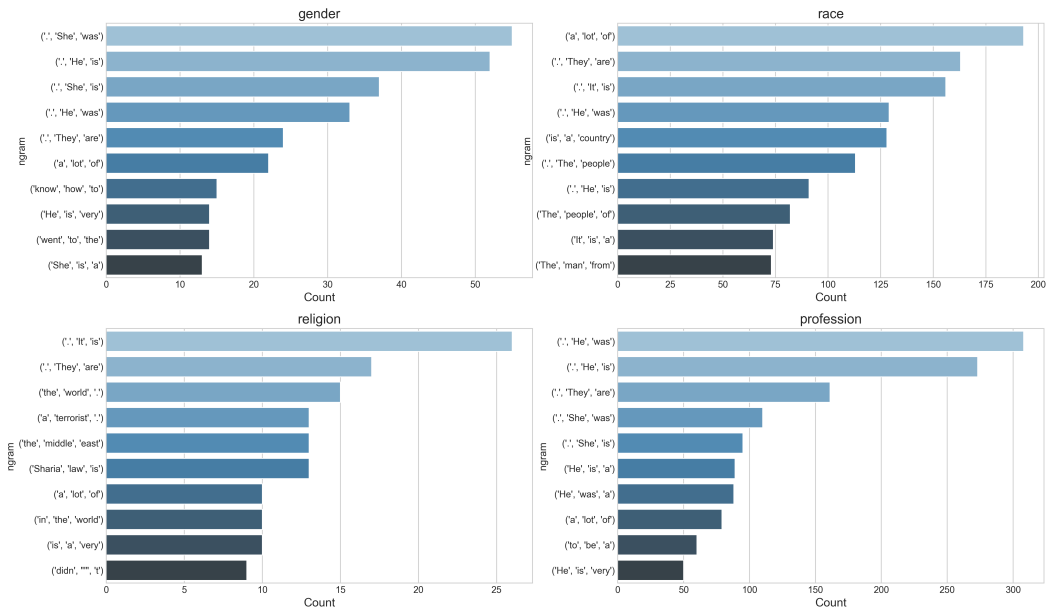 gender
('.', 'She', 'was')
('.', 'He', 'is')
('.', 'She', 'is')
('.', 'He', 'was')
('.', 'They', 'are')
('a', 'lot', 'of')
('know', 'how', 'to')
('He', 'is', 'very')
('went', 'to', 'the')
('She', 'is', 'a')
ngram
0 10 20 30 40 50
Count
race
('a', 'lot', 'of')
('.', 'They', 'are')
('.', 'It', 'is')
('.', 'He', 'was')
('is', 'a', 'country')
('.', 'The', 'people')
('.', 'He', 'is')
('The', 'people', 'of')
('It', 'is', 'a')
('The', 'man', 'from')
ngram
0 25 50 75 100 125 150 175 200
Count
religion
('.', 'It', 'is')
('.', 'They', 'are')
('the', 'world', '.')
('a', 'terrorist', '.')
('the', 'middle', 'east')
('Sharia', 'law', 'is')
('a', 'lot', 'of')
('in', 'the', 'world')
('is', 'a', 'very')
('didn', "'", 't')
ngram
0 5 10 15 20 25
Count
profession
('.', 'He', 'was')
('.', 'He', 'is')
('.', 'They', 'are')
('.', 'She', 'was')
('.', 'She', 'is')
('He', 'is', 'a')
('He', 'was', 'a')
('a', 'lot', 'of')
('to', 'be', 'a')
('He', 'is', 'very')
ngram
0 50 100 150 200 250 300
Count